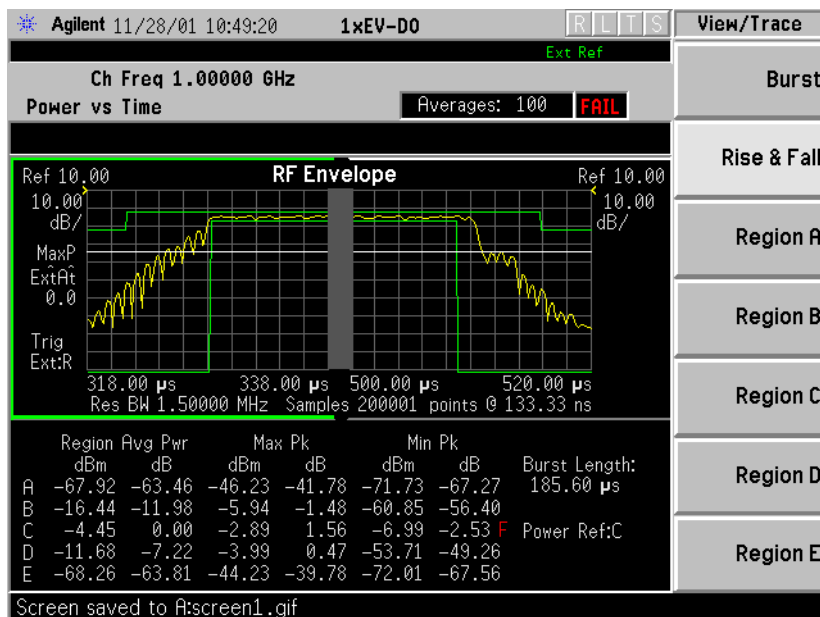 Agilent 11/28/01 10:49:20 1xEV-DO R L T S View/Trace
Ext Ref
Ch Freq 1.00000 GHz
Power vs Time Averages: 100 FAIL
Burst
Rise & Fall
Region A
Region B
Region C
Region D
Region E
Ref 10.00 RF Envelope Ref 10.00
10.00 10.00
dB/ dB/
MaxP
ExtAt
0.0
Trig
Ext:R
318.00 µs 338.00 µs 500.00 µs 520.00 µs
Res BW 1.50000 MHz Samples 200001 points @ 133.33 ns
Region Avg Pwr Max Pk Min Pk
dBm dB dBm dB dBm dB Burst Length:
A -67.92 -63.46 -46.23 -41.78 -71.73 -67.27 185.60 µs
B -16.44 -11.98 -5.94 -1.48 -60.85 -56.40
C -4.45 0.00 -2.89 1.56 -6.99 -2.53 F Power Ref:C
D -11.68 -7.22 -3.99 0.47 -53.71 -49.26
E -68.26 -63.81 -44.23 -39.78 -72.01 -67.56
Screen saved to A:screen1.gif